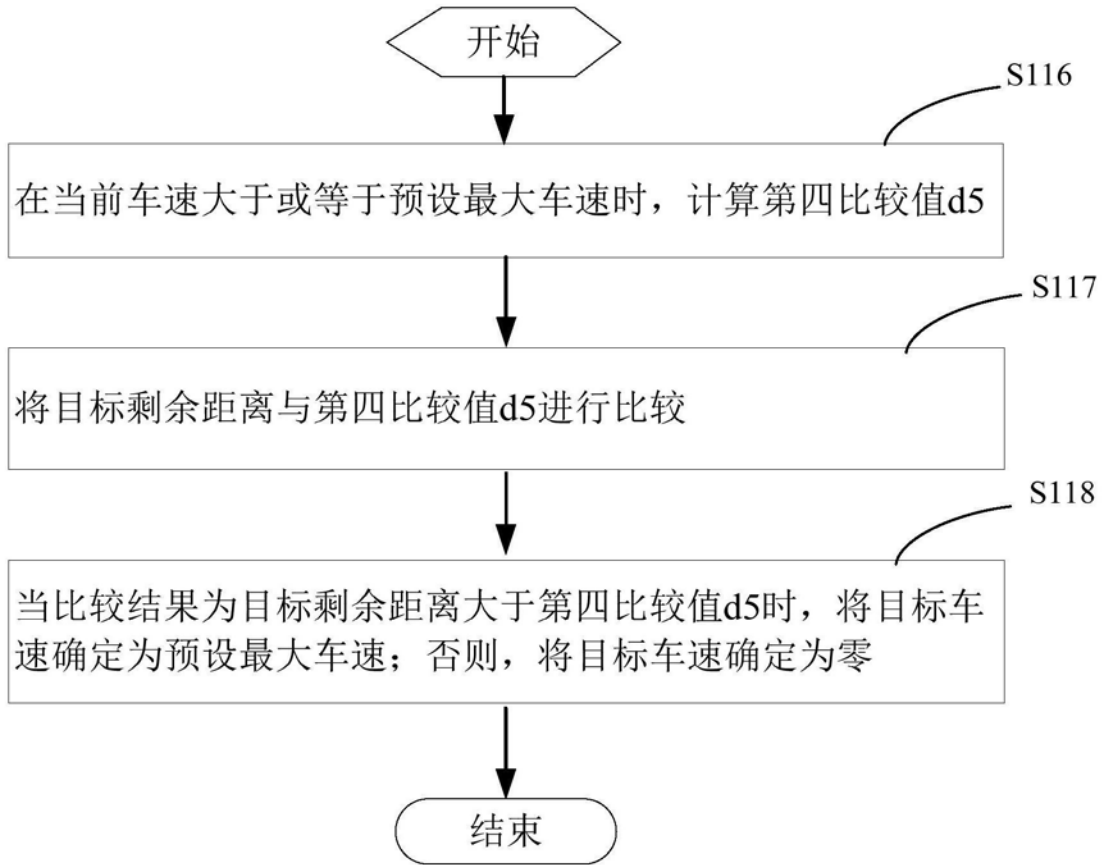 开始
S116
在当前车速大于或等于预设最大车速时，计算第四比较值d5
S117
将目标剩余距离与第四比较值d5进行比较
S118
当比较结果为目标剩余距离大于第四比较值d5时，将目标车
速确定为预设最大车速；否则，将目标车速确定为零
结束